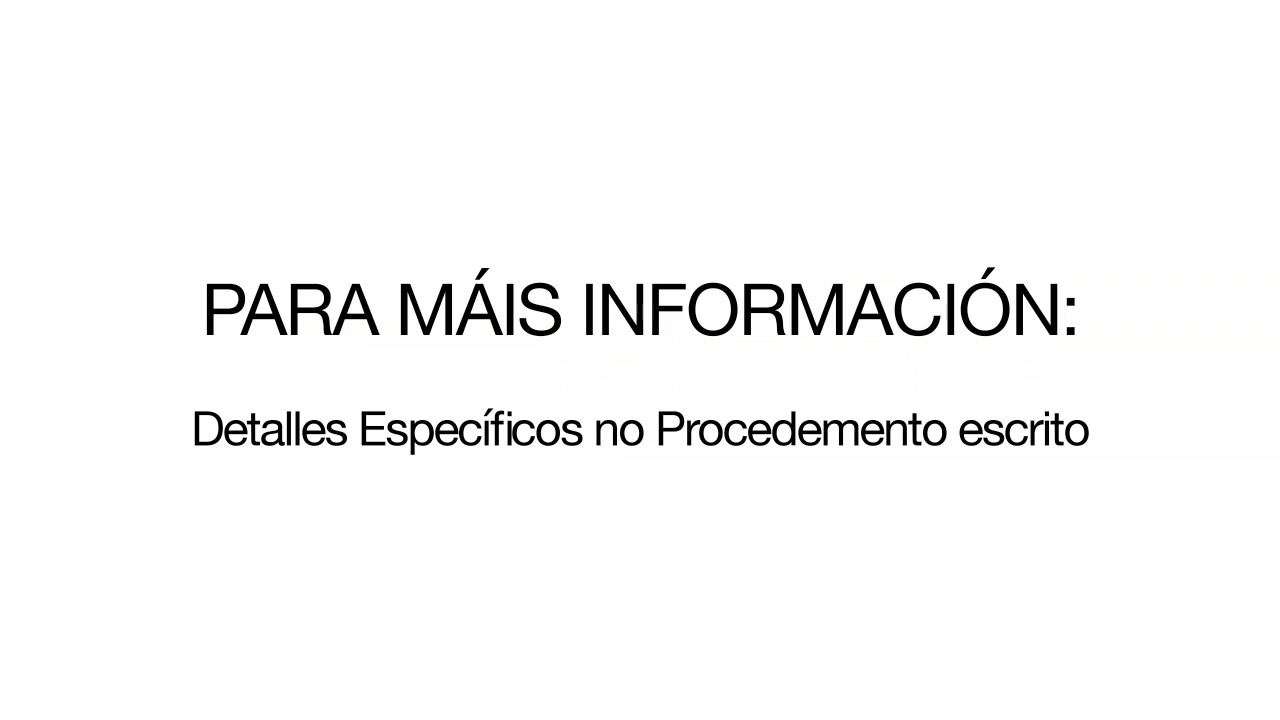 PARA MÁIS INFORMACIÓN:
Detalles Específicos no Procedemento escrito